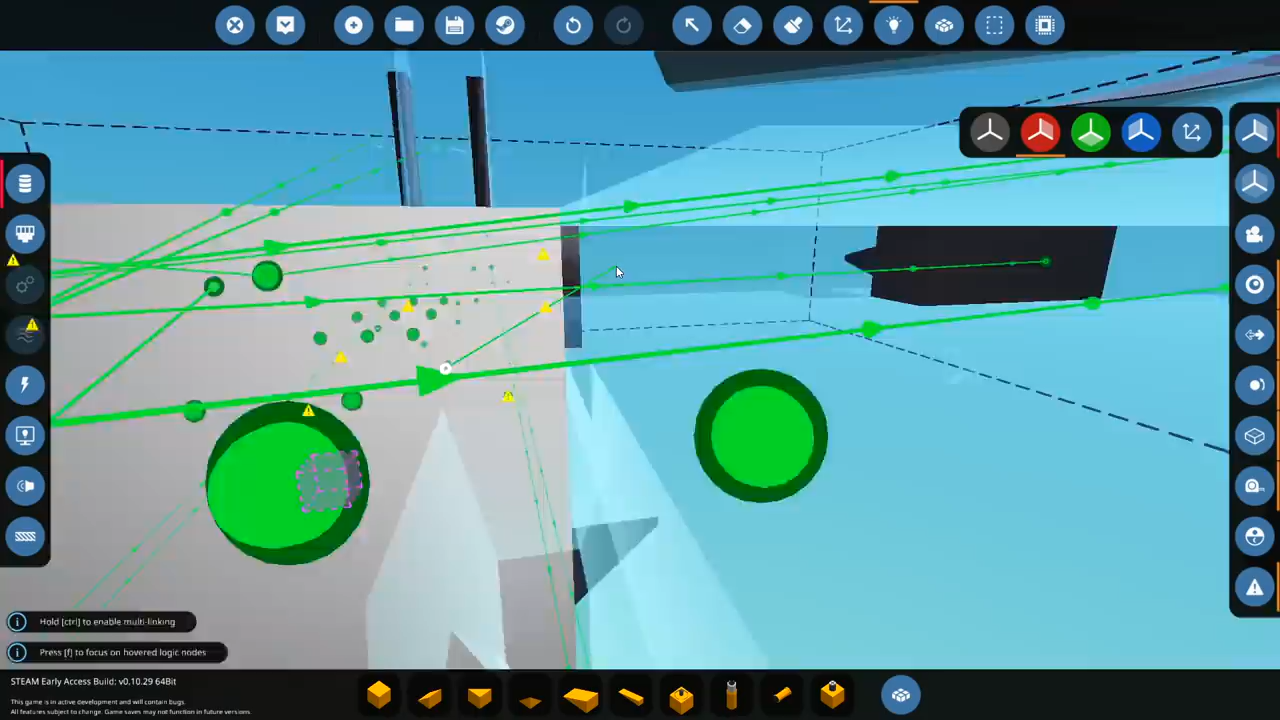 Hold [ctrl] to enable multi-linking
Press [f] to focus on hovered logic nodes
STEAM Early Access Build: v0.10.29 64Bit
This game is in active development and will contain bugs.
All features subject to change. Game saves may not function in future versions.